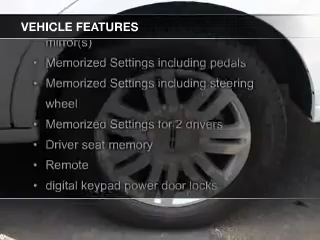 VEHICLE FEATURES
mirror(s)
• Memorized Settings including pedals
• Memorized Settings including steering
wheel
• Memorized Settings for 2 drivers
• Driver seat memory
• Remote
• digital keypad power door locks